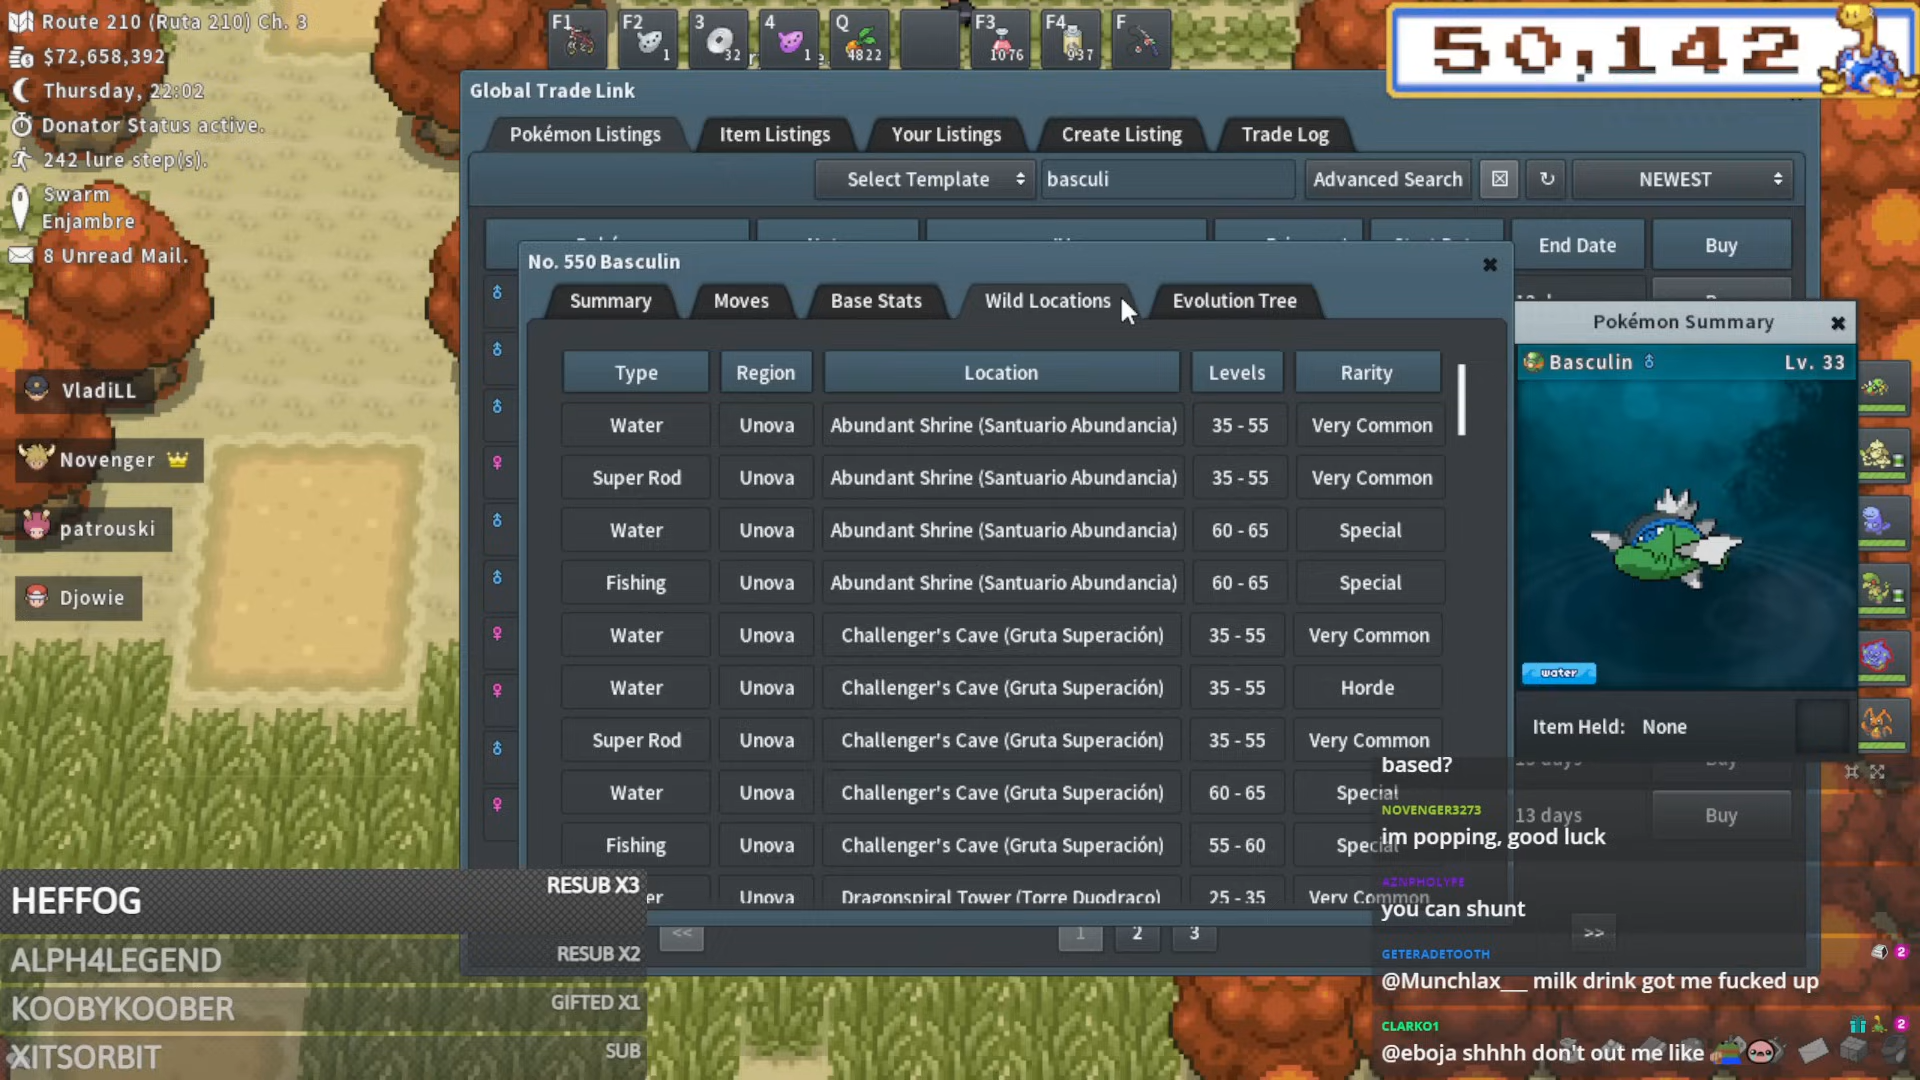 Route 210 (Ruta 210) Ch. 3
$72,658,392
Thursday, 22:02
Donator Status active.
242 lure step(s).
Swarm
Enjambre
8 Unread Mail.
F1
F2 1
3 32
4 1
Q 4822
F3 1076
F4 937
F
50,142
Global Trade Link
Pokémon Listings
Item Listings
Your Listings
Create Listing
Trade Log
Select Template
basculi
Advanced Search
NEWEST
End Date
Buy
No. 550 Basculin
Summary
Moves
Base Stats
Wild Locations
Evolution Tree
Type Region Location Levels Rarity
Water Unova Abundant Shrine (Santuario Abundancia) 35 - 55 Very Common
Super Rod Unova Abundant Shrine (Santuario Abundancia) 35 - 55 Very Common
Water Unova Abundant Shrine (Santuario Abundancia) 60 - 65 Special
Fishing Unova Abundant Shrine (Santuario Abundancia) 60 - 65 Special
Water Unova Challenger's Cave (Gruta Superación) 35 - 55 Very Common
Water Unova Challenger's Cave (Gruta Superación) 35 - 55 Horde
Super Rod Unova Challenger's Cave (Gruta Superación) 35 - 55 Very Common
Water Unova Challenger's Cave (Gruta Superación) 60 - 65 Special
Fishing Unova Challenger's Cave (Gruta Superación) 55 - 60 Special
Unova Dragonspiral Tower (Torre Duodraco) 25 - 35 Very Common
<< 1 2 3 >>
Pokémon Summary
Basculin ♂ Lv. 33
water
Item Held: None
13 days Buy
VladiLL
Novenger
patrouski
Djowie
based?
NOVENGER3273
im popping, good luck
AZNRHOLYFE
you can shunt
GETERADETOOTH
2
@Munchlax___ milk drink got me fucked up
CLARKO1
2
@eboja shhhh don't out me like
HEFFOG RESUB X3
ALPH4LEGEND RESUB X2
KOOBYKOOBER GIFTED X1
XITSORBIT SUB